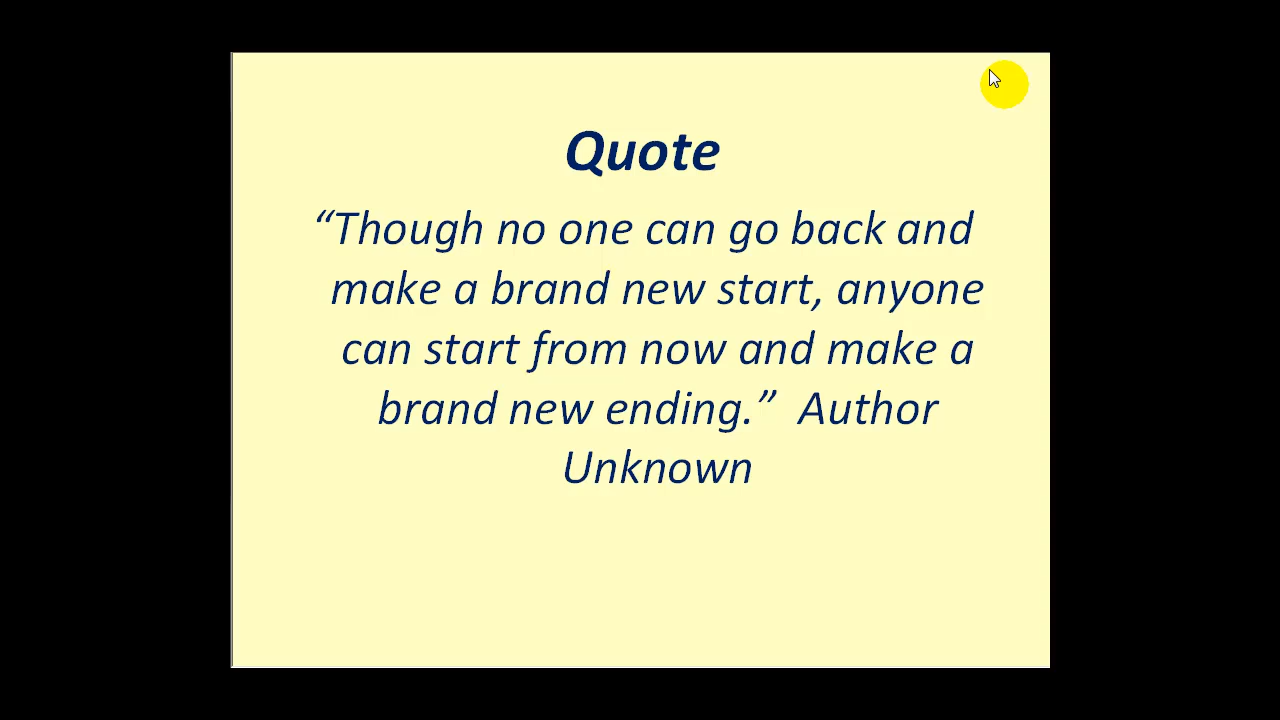 Quote
“Though no one can go back and
make a brand new start, anyone
can start from now and make a
brand new ending.”  Author
Unknown